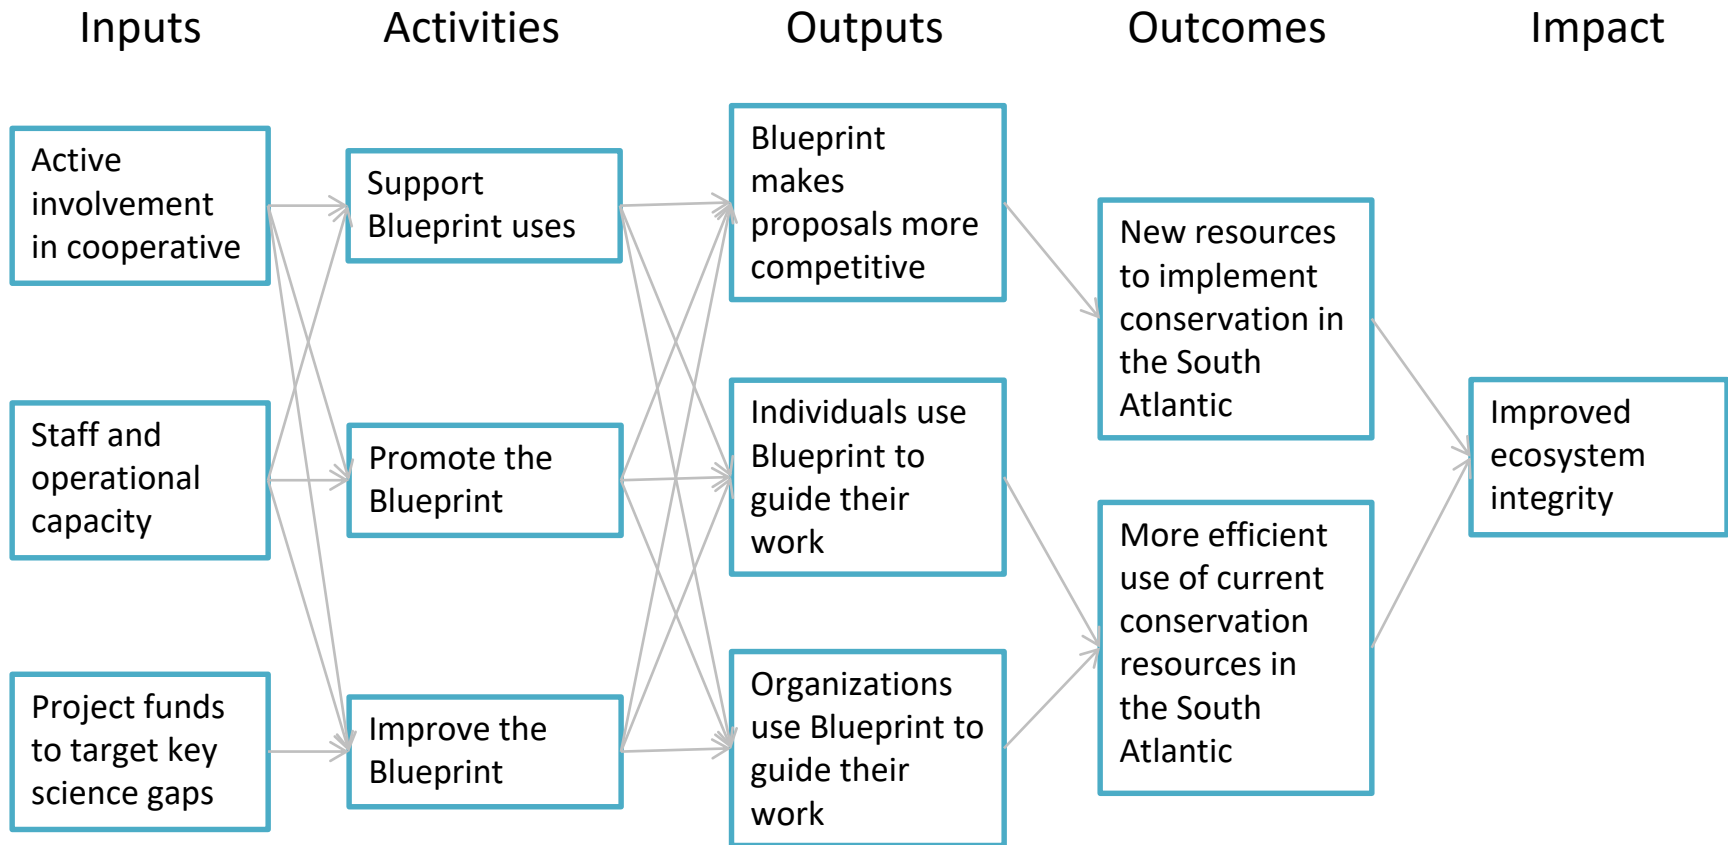 Inputs
Activities
Outputs
Outcomes
Impact
Active
involvement
in cooperative
Staff and
operational
capacity
Project funds
to target key
science gaps
Support
Blueprint uses
Promote the
Blueprint
Improve the
Blueprint
Blueprint
makes
proposals more
competitive
Individuals use
Blueprint to
guide their
work
Organizations
use Blueprint to
guide their
work
New resources
to implement
conservation in
the South
Atlantic
More efficient
use of current
conservation
resources in
the South
Atlantic
Improved
ecosystem
integrity